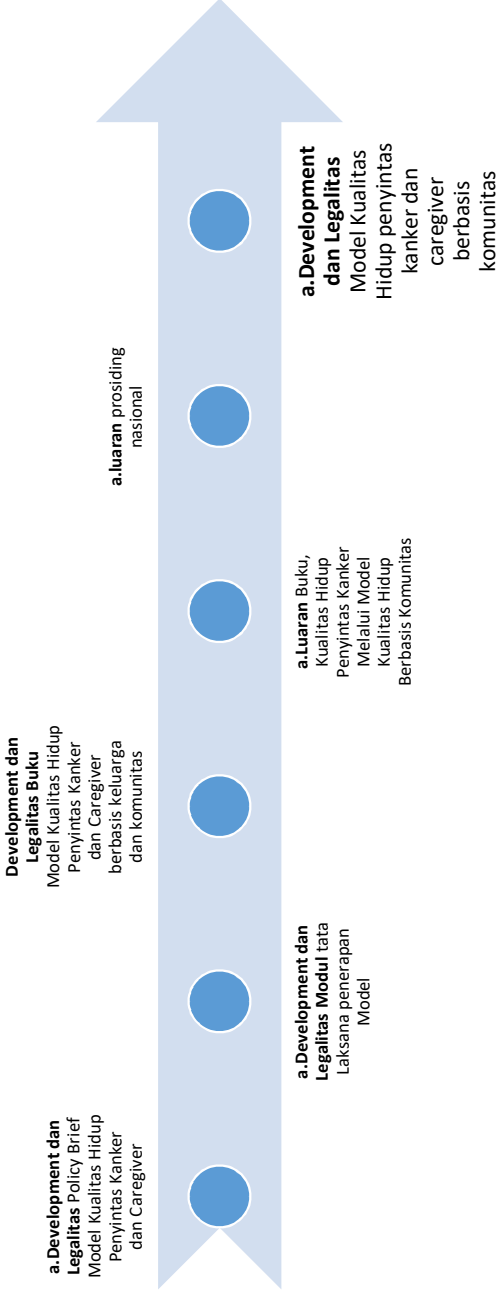 a.Development dan
Legalitas Policy Brief
Model Kualitas Hidup
Penyintas Kanker
dan Caregiver
a.Development dan
Legalitas Modul tata
Laksana penerapan
Model
Development dan
Legalitas Buku
Model Kualitas Hidup
Penyintas Kanker
dan Caregiver
berbasis keluarga
dan komunitas
a.Luaran Buku,
Kualitas Hidup
Penyintas Kanker
Melalui Model
Kualitas Hidup
Berbasis Komunitas
a.luaran prosiding
nasional
a.Development
dan Legalitas
Model Kualitas
Hidup penyintas
kanker dan
caregiver
berbasis
komunitas